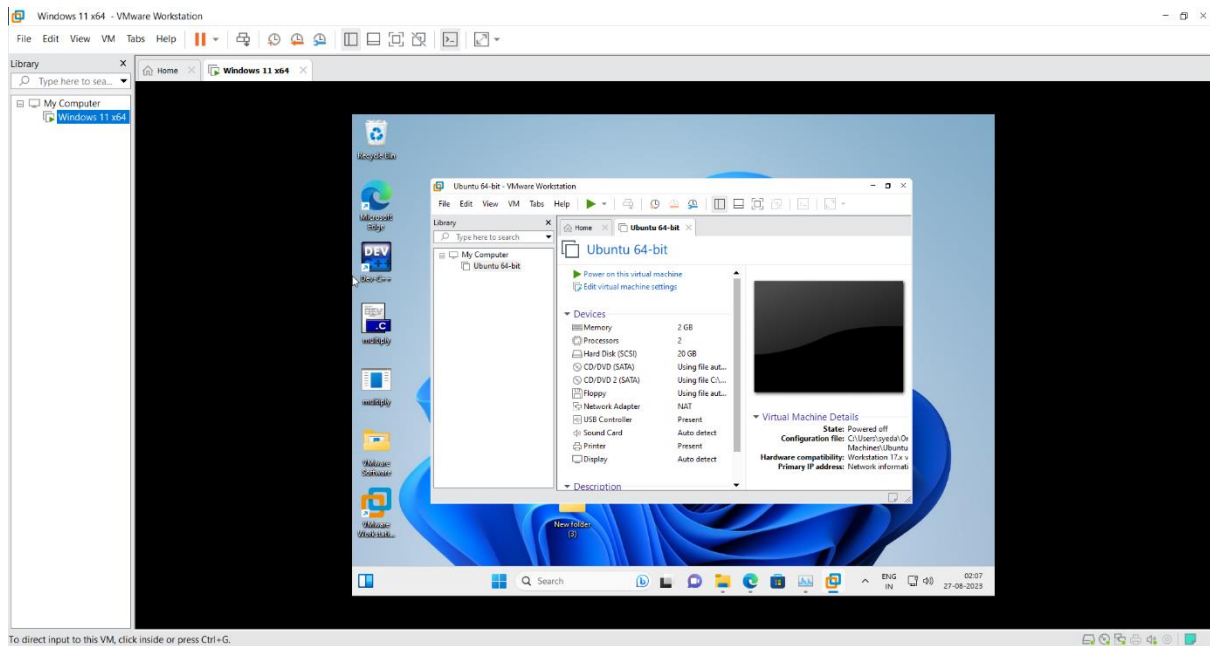 Windows 11 x64 - VMware Workstation
File Edit View VM Tabs Help
Library
Type here to sea...
My Computer
Windows 11 x64
Home
Windows 11 x64
Recycle Bin
Microsoft Edge
DEV
Dev-C++
.C
multiply
multiply
VMware Software
VMware Workstati...
New folder (3)
Ubuntu 64-bit - VMware Workstation
File Edit View VM Tabs Help
Library
Type here to search
My Computer
Ubuntu 64-bit
Home
Ubuntu 64-bit
Ubuntu 64-bit
Power on this virtual machine
Edit virtual machine settings
Devices
Memory 2 GB
Processors 2
Hard Disk (SCSI) 20 GB
CD/DVD (SATA) Using file aut...
CD/DVD 2 (SATA) Using file C:\...
Floppy Using file aut...
Network Adapter NAT
USB Controller Present
Sound Card Auto detect
Printer Present
Display Auto detect
Description
Virtual Machine Details
State: Powered off
Configuration file: C:\Users\syeda\On
Machines\Ubuntu
Hardware compatibility: Workstation 17.x v
Primary IP address: Network informati
Search
ENG
IN
02:07
27-08-2023
To direct input to this VM, click inside or press Ctrl+G.